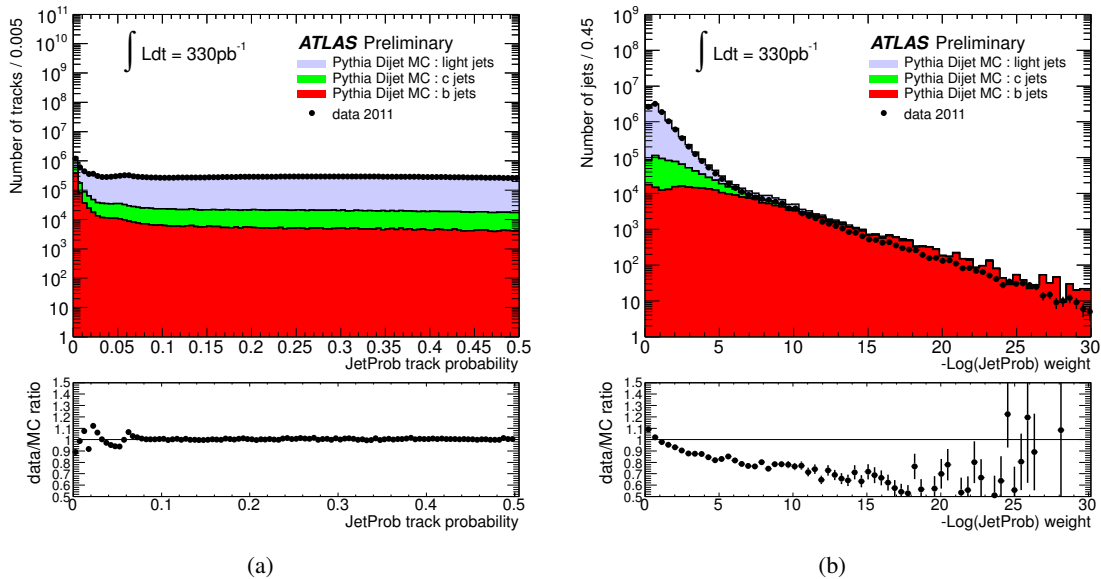 Number of tracks / 0.005
10^11
10^10
10^9
10^8
10^7
10^6
10^5
10^4
10^3
10^2
10
1
∫ Ldt = 330pb^-1
ATLAS Preliminary
Pythia Dijet MC : light jets
Pythia Dijet MC : c jets
Pythia Dijet MC : b jets
data 2011
0 0.05 0.1 0.15 0.2 0.25 0.3 0.35 0.4 0.45 0.5
JetProb track probability
data/MC ratio
1.5
1.4
1.3
1.2
1.1
1
0.9
0.8
0.7
0.6
0.5
0 0.05 0.1 0.15 0.2 0.25 0.3 0.35 0.4 0.45 0.5
JetProb track probability
(a)
Number of jets / 0.45
10^9
10^8
10^7
10^6
10^5
10^4
10^3
10^2
10
1
∫ Ldt = 330pb^-1
ATLAS Preliminary
Pythia Dijet MC : light jets
Pythia Dijet MC : c jets
Pythia Dijet MC : b jets
data 2011
0 5 10 15 20 25 30
-Log(JetProb) weight
data/MC ratio
1.5
1.4
1.3
1.2
1.1
1
0.9
0.8
0.7
0.6
0.5
0 5 10 15 20 25 30
-Log(JetProb) weight
(b)